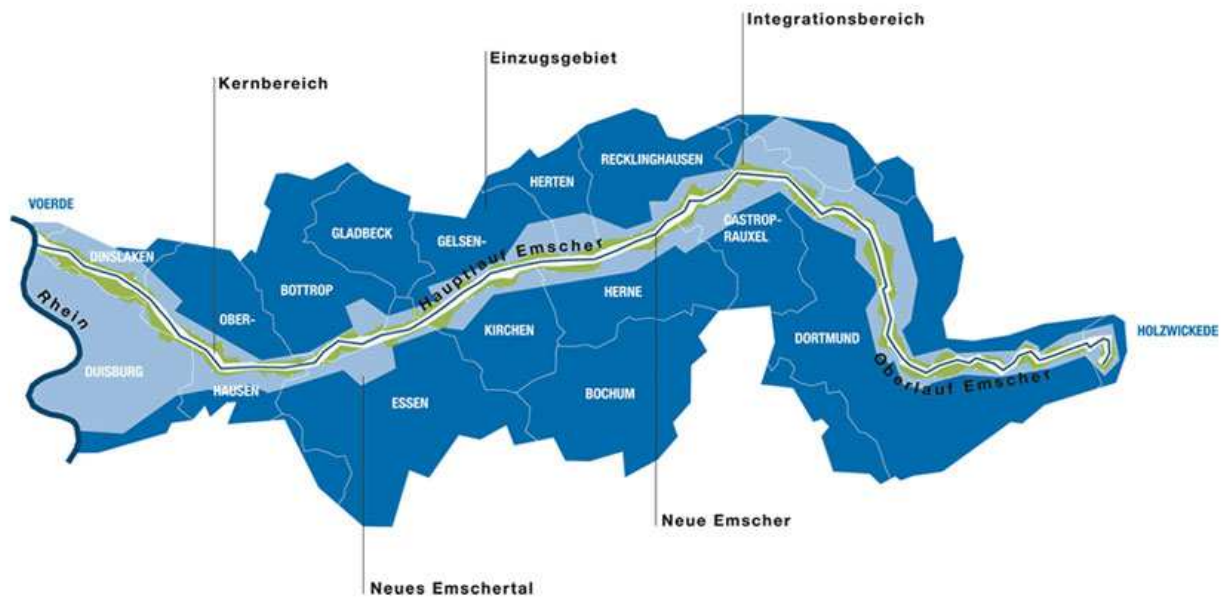 Integrationsbereich
Einzugsgebiet
Kernbereich
RECKLINGHAUSEN
HERTEN
VOERDE
GLADBECK
GELSEN-
CASTROP-
RAUXEL
DINSLAKEN
Hauptlauf Emscher
BOTTROP
HERNE
Rhein
OBER-
KIRCHEN
DORTMUND
HOLZWICKEDE
DUISBURG
Oberlauf Emscher
HAUSEN
ESSEN
BOCHUM
Neue Emscher
Neues Emschertal